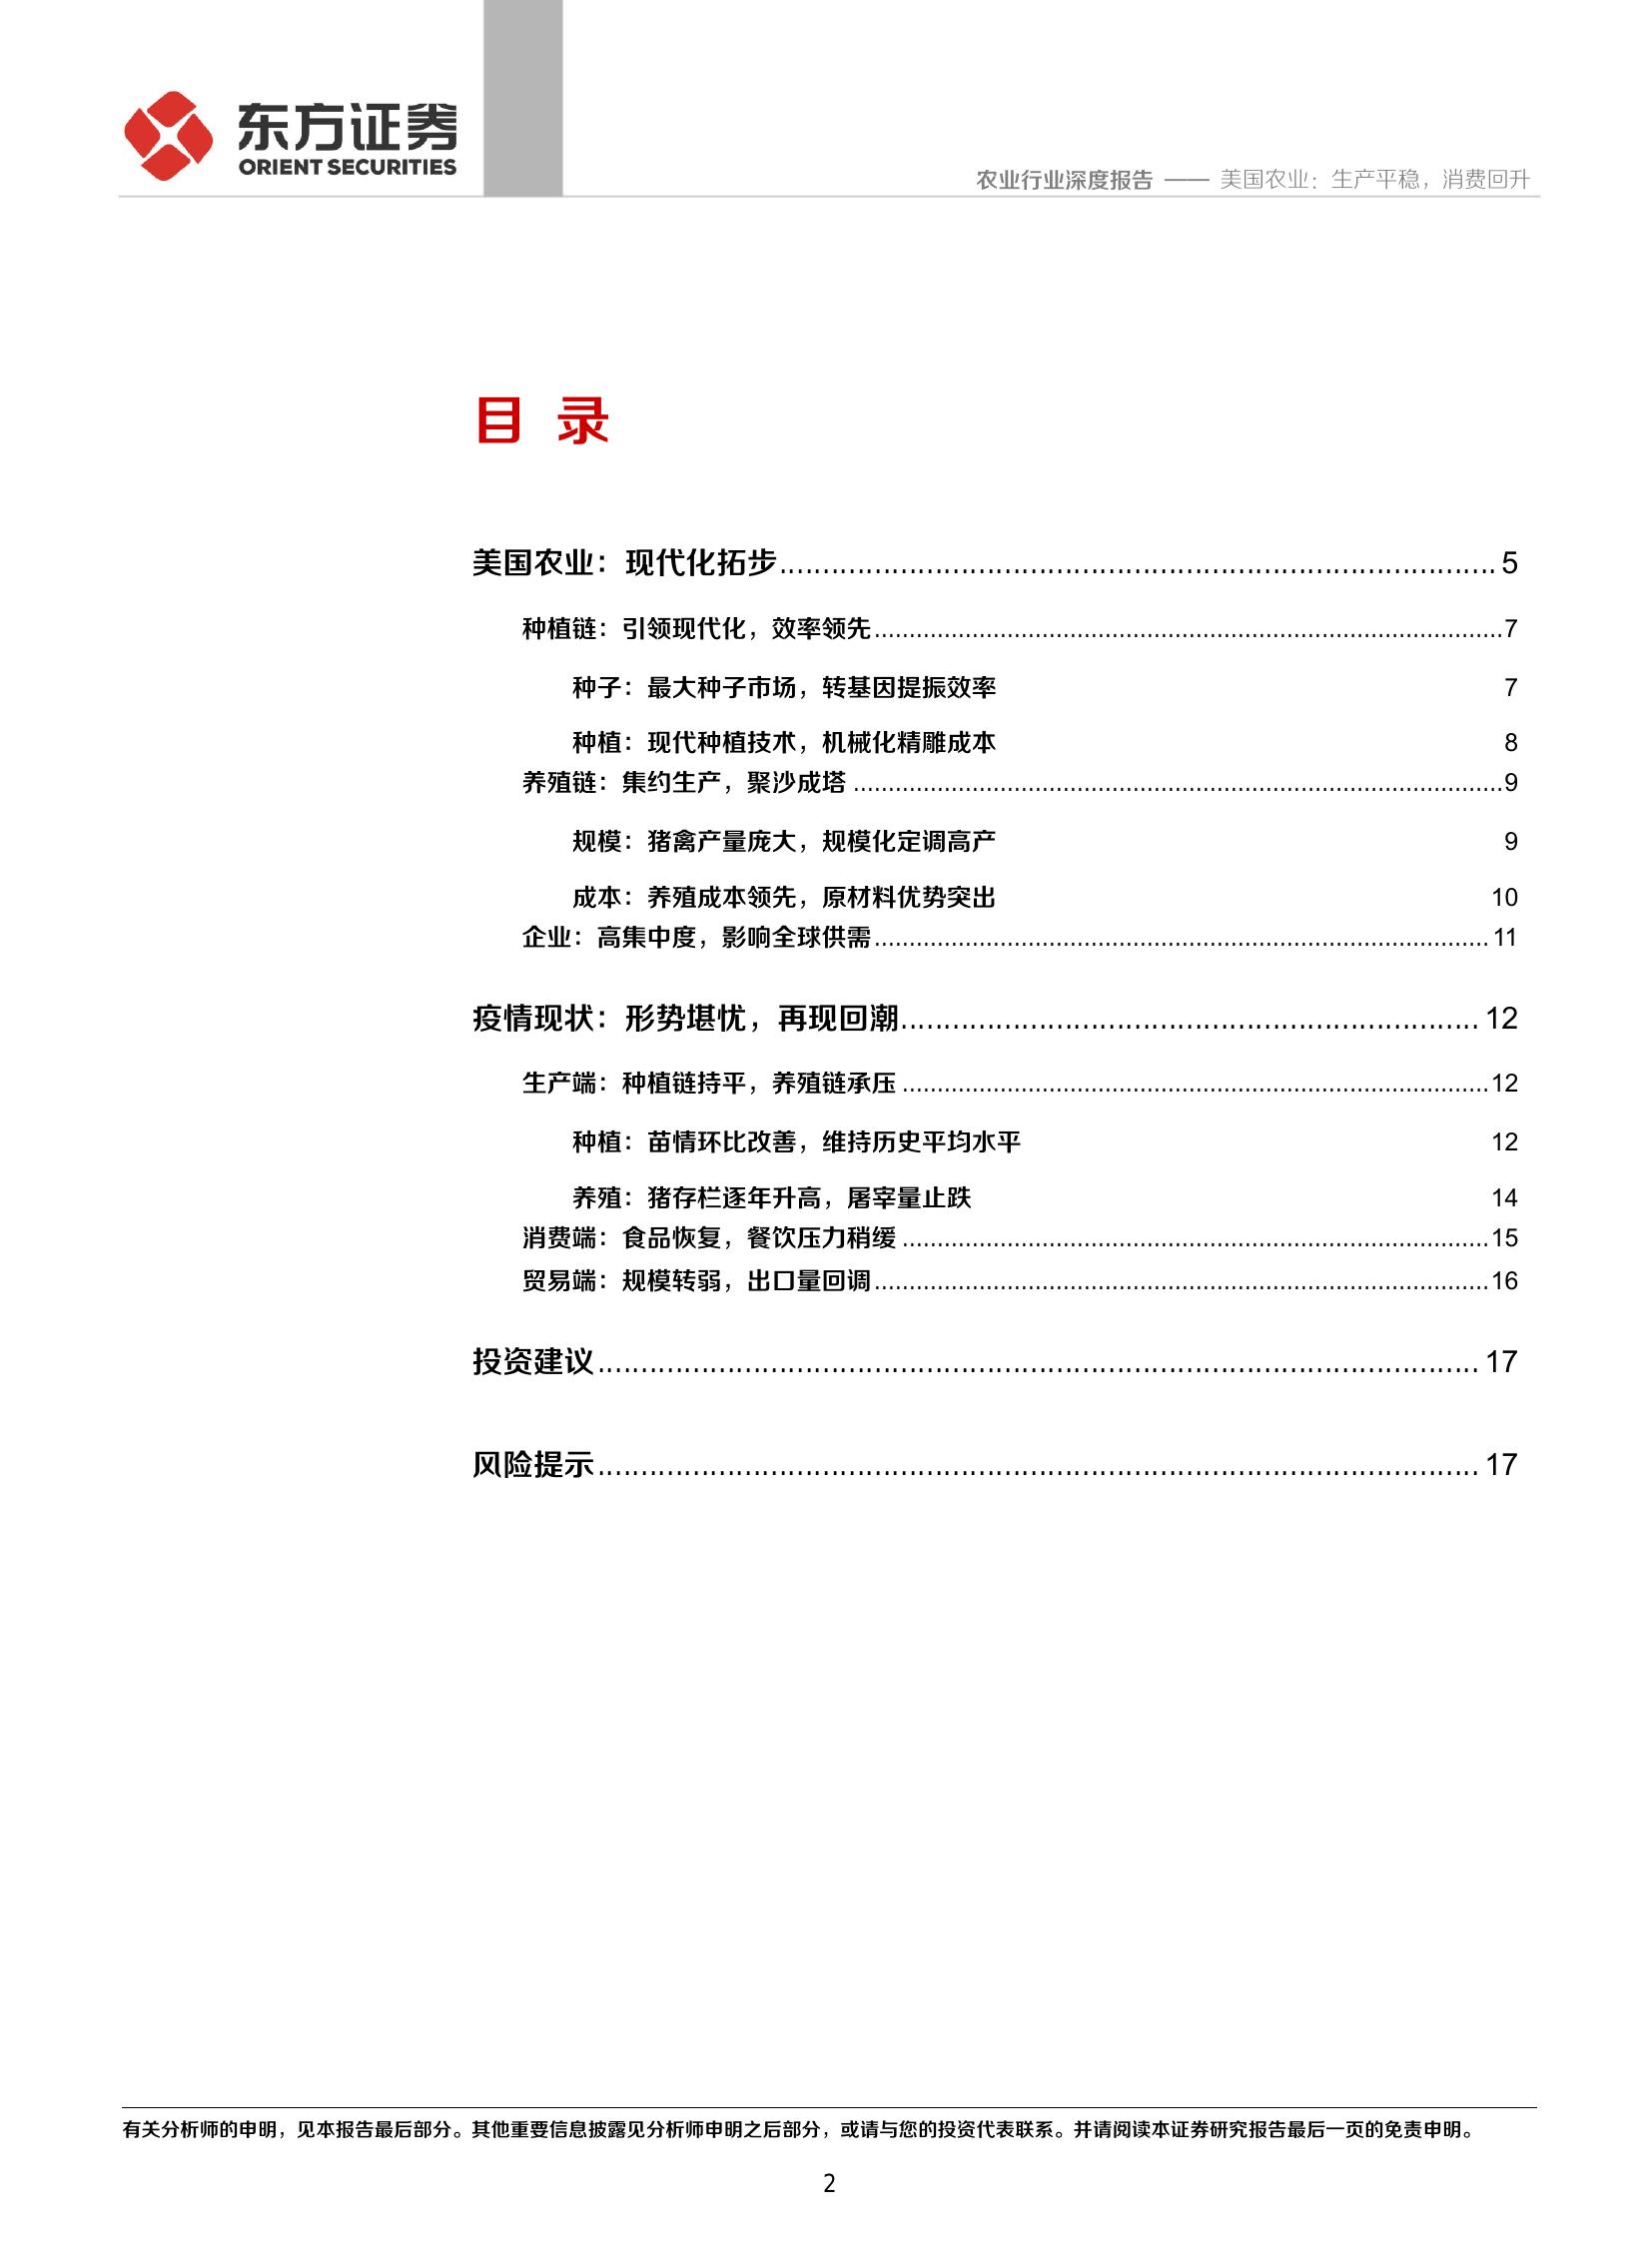 东方证券
ORIENT SECURITIES
农业行业深度报告 —— 美国农业：生产平稳，消费回升
目 录
美国农业：现代化拓步........................................................................................5
种植链：引领现代化，效率领先..........................................................................................7
种子：最大种子市场，转基因提振效率 7
种植：现代种植技术，机械化精雕成本 8
养殖链：集约生产，聚沙成塔 .............................................................................................9
规模：猪禽产量庞大，规模化定调高产 9
成本：养殖成本领先，原材料优势突出 10
企业：高集中度，影响全球供需........................................................................................11
疫情现状：形势堪忧，再现回潮.......................................................................12
生产端：种植链持平，养殖链承压 ....................................................................................12
种植：苗情环比改善，维持历史平均水平 12
养殖：猪存栏逐年升高，屠宰量止跌 14
消费端：食品恢复，餐饮压力稍缓 ....................................................................................15
贸易端：规模转弱，出口量回调........................................................................................16
投资建议............................................................................................................17
风险提示............................................................................................................17
有关分析师的申明，见本报告最后部分。其他重要信息披露见分析师申明之后部分，或请与您的投资代表联系。并请阅读本证券研究报告最后一页的免责申明。
2